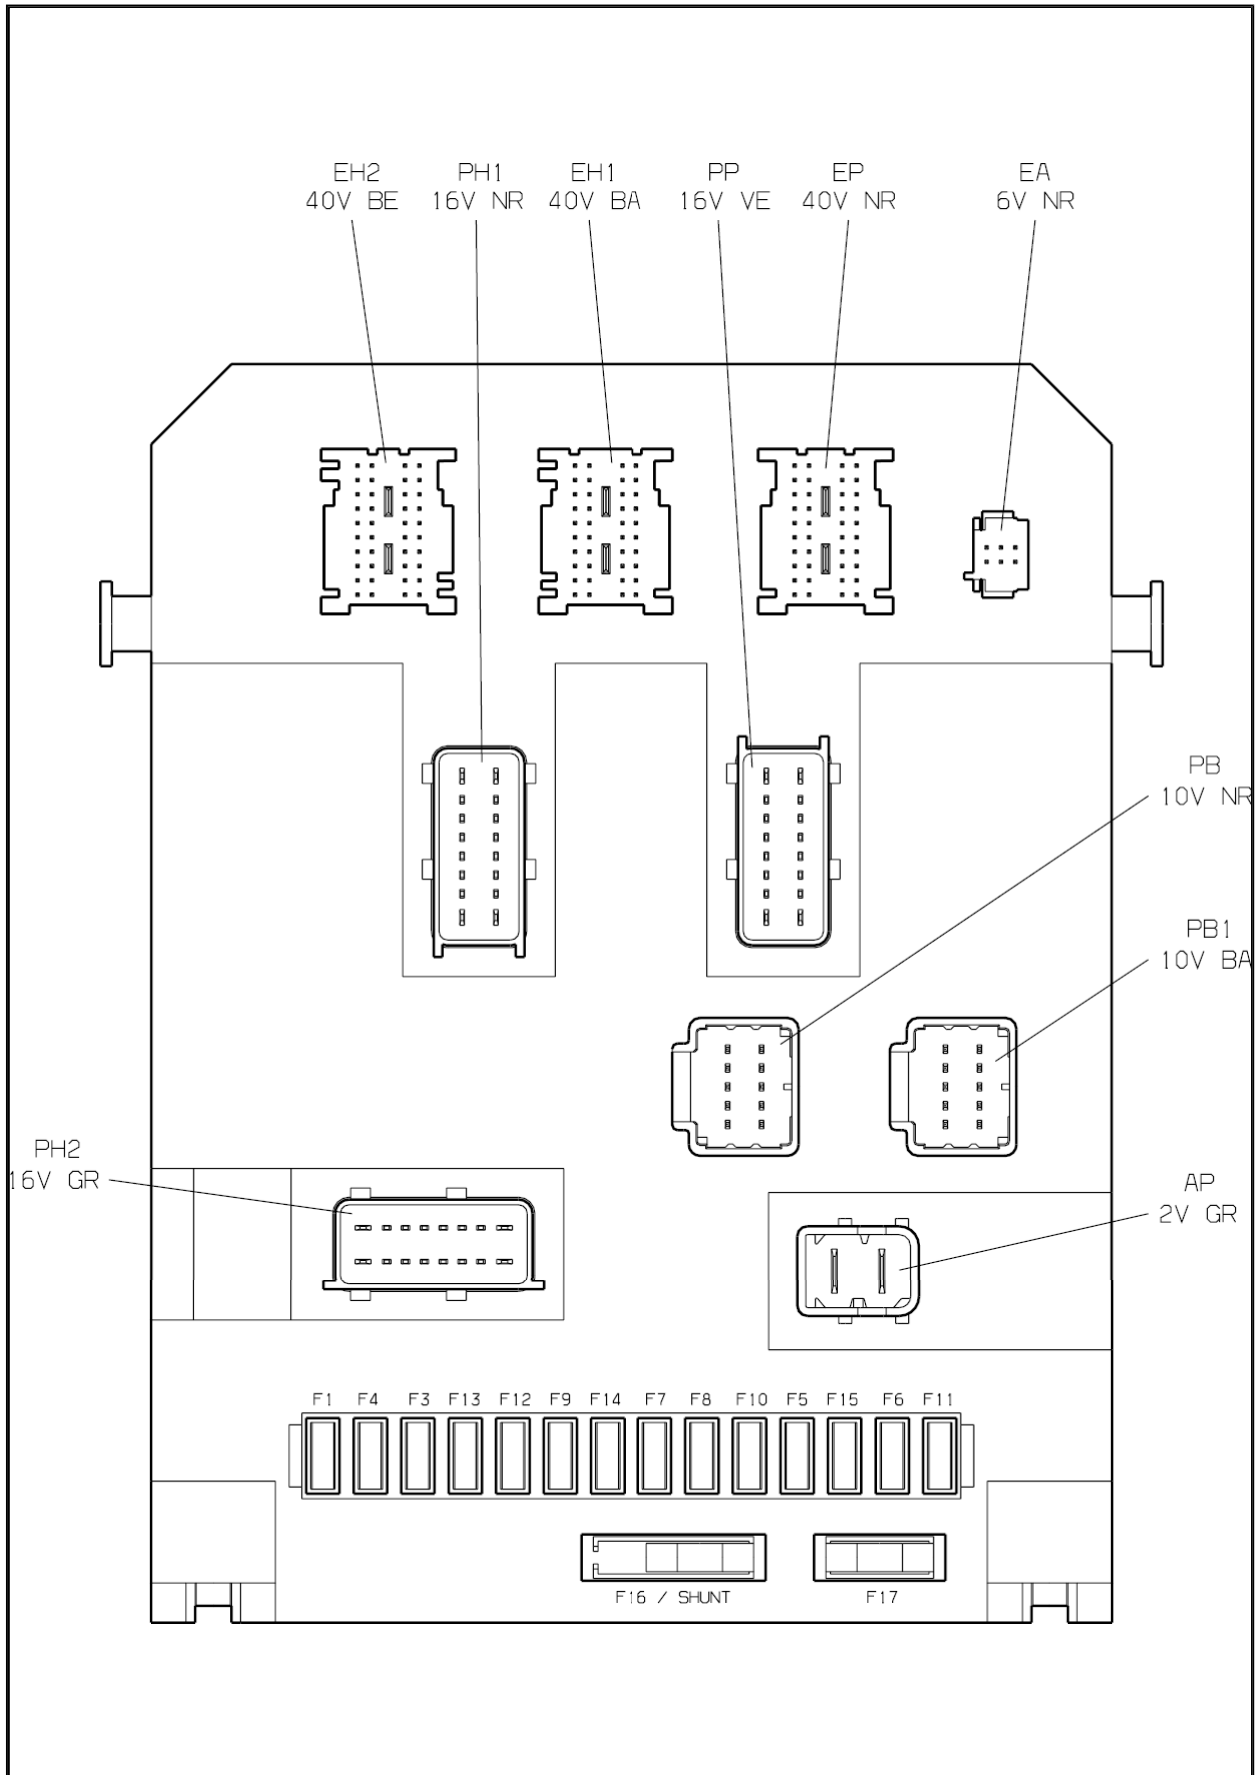 EH2
40V BE
PH1
16V NR
EH1
40V BA
PP
16V VE
EP
40V NR
EA
6V NR
PB
10V NR
PB1
10V BA
PH2
16V GR
AP
2V GR
F1 F4 F3 F13 F12 F9 F14 F7 F8 F10 F5 F15 F6 F11
F16 / SHUNT
F17